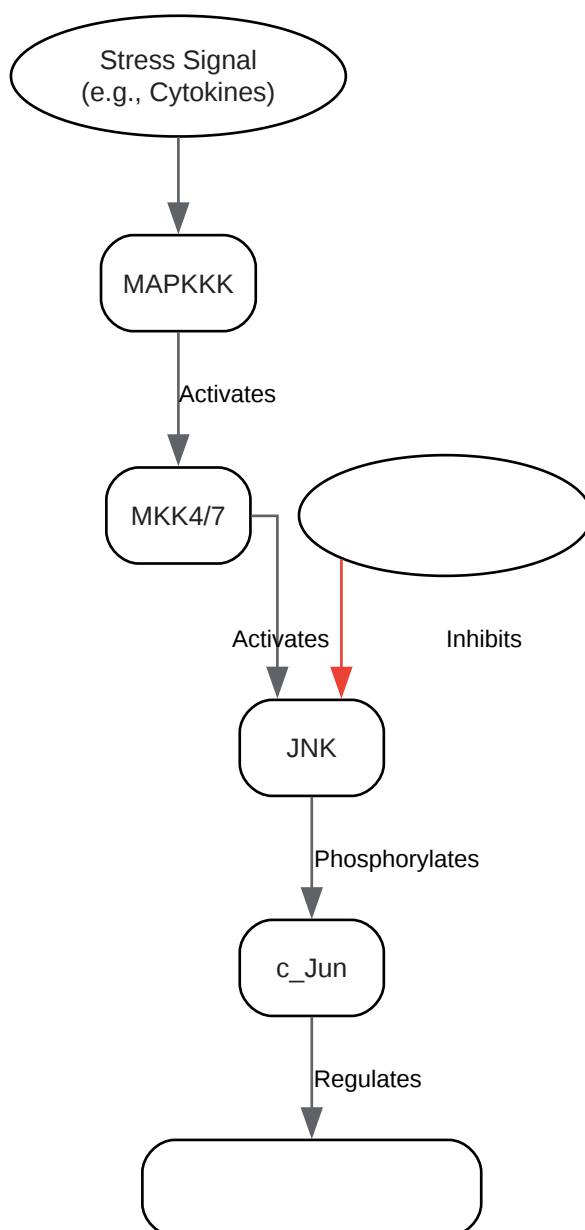 Stress Signal
(e.g., Cytokines)
MAPKKK
Activates
MKK4/7
Activates
Inhibits
JNK
Phosphorylates
c_Jun
Regulates